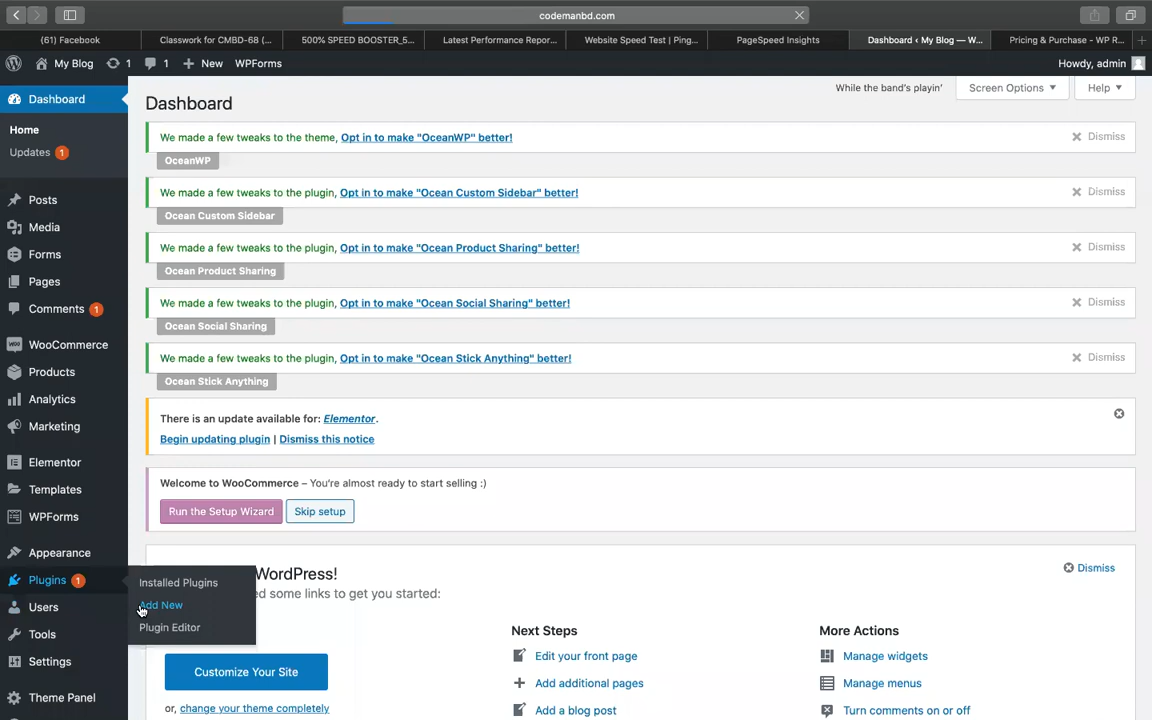 codemanbd.com
(61) Facebook
Classwork for CMBD-68 (...
500% SPEED BOOSTER_5...
Latest Performance Repor...
Website Speed Test | Ping...
PageSpeed Insights
Dashboard ‹ My Blog — W...
Pricing & Purchase - WP R...
My Blog
1
1
New
WPForms
Howdy, admin
Dashboard
Home
Updates 1
Posts
Media
Forms
Pages
Comments 1
WooCommerce
Products
Analytics
Marketing
Elementor
Templates
WPForms
Appearance
Plugins 1
Users
Tools
Settings
Theme Panel
Installed Plugins
Add New
Plugin Editor
While the band's playin'
Screen Options
Help
Dashboard
We made a few tweaks to the theme, Opt in to make "OceanWP" better!
Dismiss
OceanWP
We made a few tweaks to the plugin, Opt in to make "Ocean Custom Sidebar" better!
Dismiss
Ocean Custom Sidebar
We made a few tweaks to the plugin, Opt in to make "Ocean Product Sharing" better!
Dismiss
Ocean Product Sharing
We made a few tweaks to the plugin, Opt in to make "Ocean Social Sharing" better!
Dismiss
Ocean Social Sharing
We made a few tweaks to the plugin, Opt in to make "Ocean Stick Anything" better!
Dismiss
Ocean Stick Anything
There is an update available for: Elementor.
Begin updating plugin | Dismiss this notice
Welcome to WooCommerce – You're almost ready to start selling :)
Run the Setup Wizard
Skip setup
WordPress!
Dismiss
ed some links to get you started:
Customize Your Site
or, change your theme completely
Next Steps
Edit your front page
Add additional pages
Add a blog post
More Actions
Manage widgets
Manage menus
Turn comments on or off